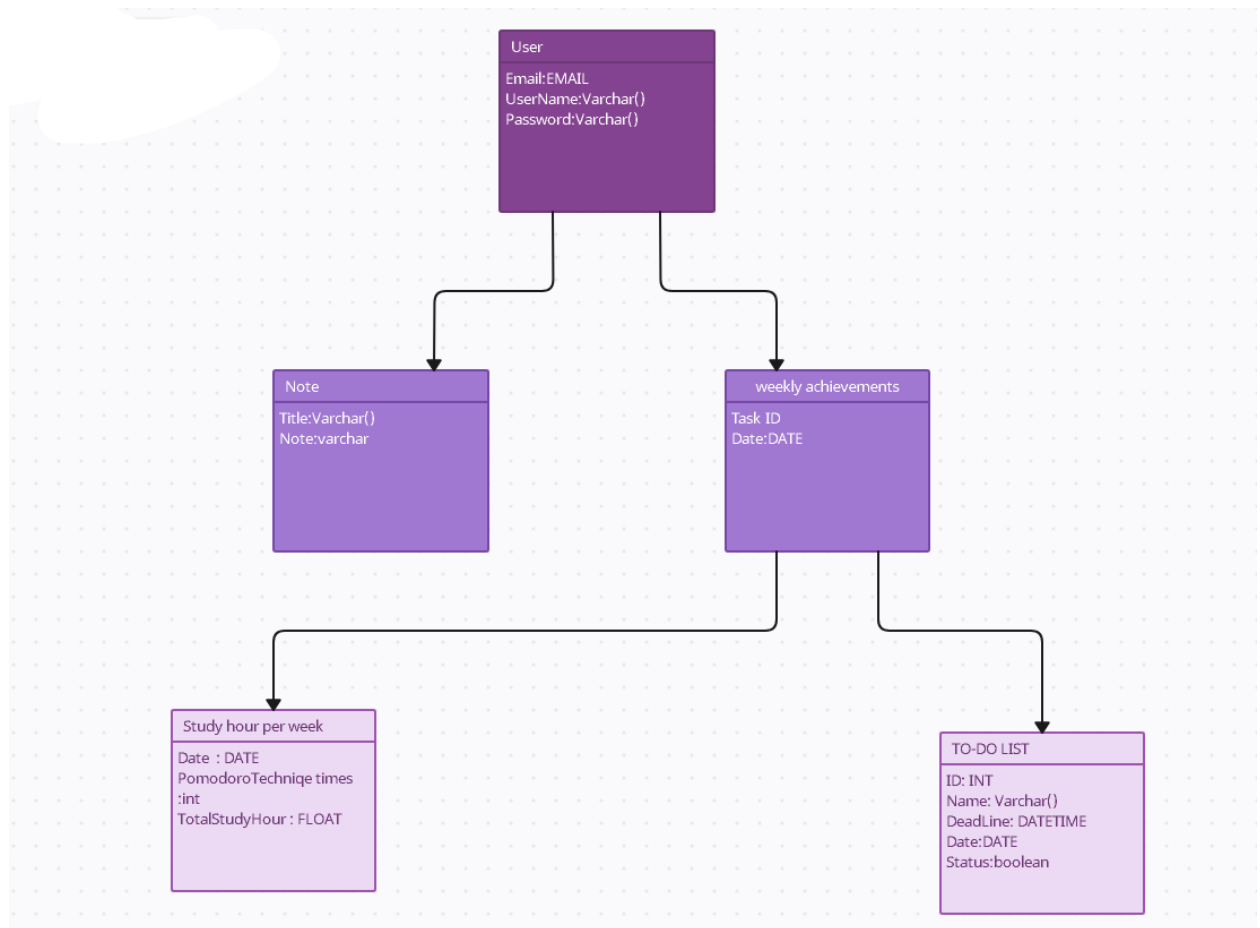 User
Email:EMAIL
UserName:Varchar()
Password:Varchar()
Note
Title:Varchar()
Note:varchar
weekly achievements
Task ID
Date:DATE
Study hour per week
Date : DATE
PomodoroTechniqe times
:int
TotalStudyHour : FLOAT
TO-DO LIST
ID: INT
Name: Varchar()
DeadLine: DATETIME
Date:DATE
Status:boolean